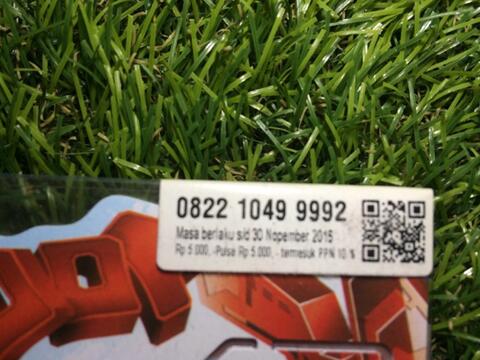 0822 1049 9992
Masa berlaku s/d 30 Nopember 2015
Rp 5.000, -Pulsa Rp 5.000, - termasuk PPN 10 %